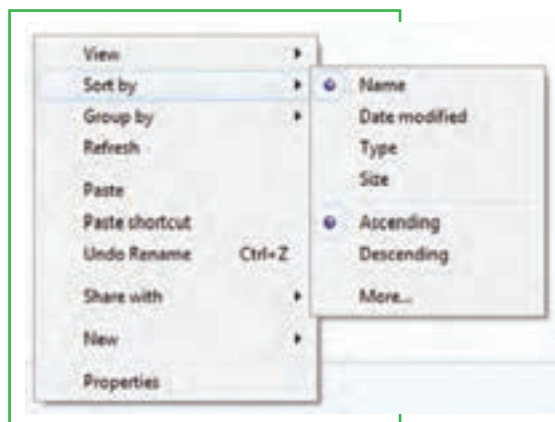 View
Sort by
Group by
Refresh
Paste
Paste shortcut
Undo Rename Ctrl+Z
Share with
New
Properties
Name
Date modified
Type
Size
Ascending
Descending
More...